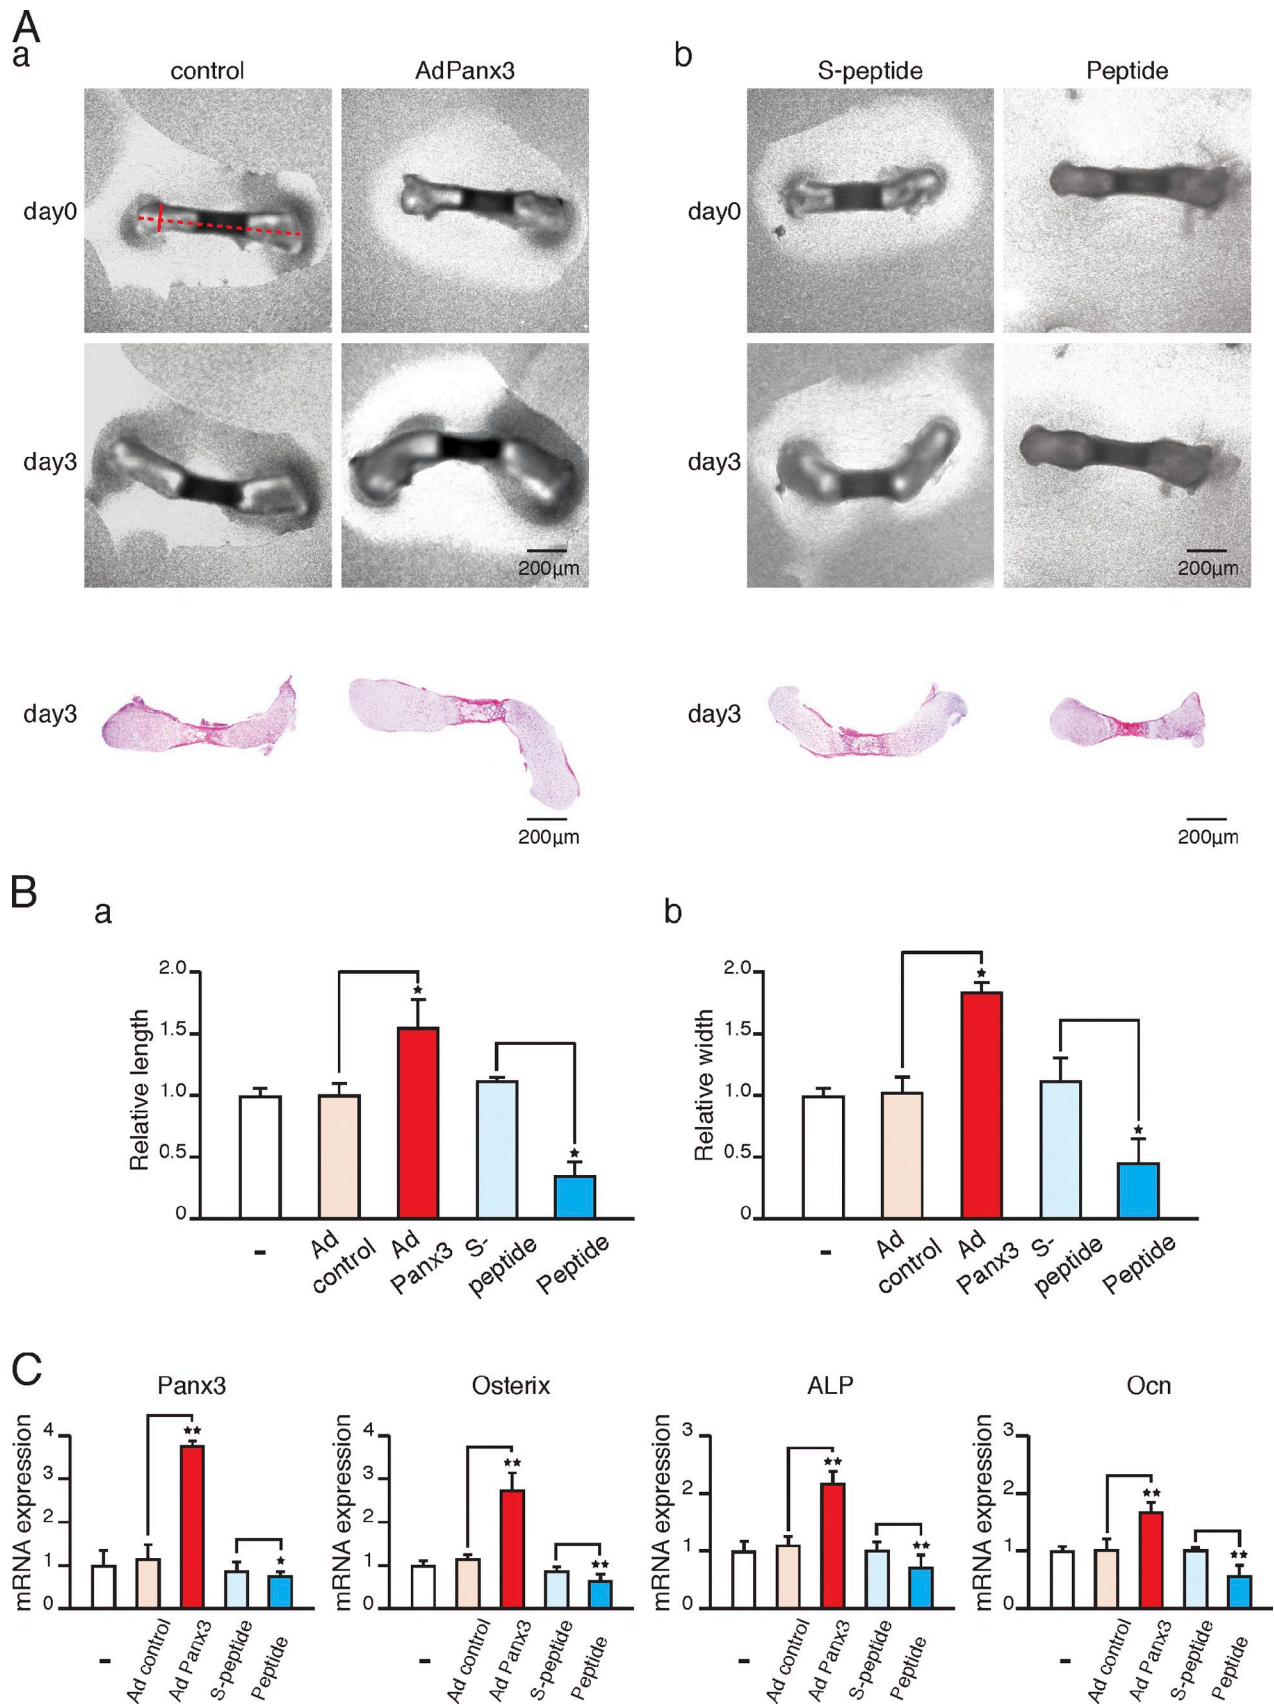 A
a
control
AdPanx3
b
S-peptide
Peptide
day0
day0
day3
day3
200µm
200µm
day3
day3
200µm
200µm
B
a
Relative length
2.0
1.5
1.0
0.5
0
-
Ad control
Ad Panx3
S-peptide
Peptide
b
Relative width
2.0
1.5
1.0
0.5
0
-
Ad control
Ad Panx3
S-peptide
Peptide
C
Panx3
mRNA expression
4
3
2
1
0
-
Ad control
Ad Panx3
S-peptide
Peptide
Osterix
mRNA expression
4
3
2
1
0
-
Ad control
Ad Panx3
S-peptide
Peptide
ALP
mRNA expression
3
2
1
0
-
Ad control
Ad Panx3
S-peptide
Peptide
Ocn
mRNA expression
3
2
1
0
-
Ad control
Ad Panx3
S-peptide
Peptide